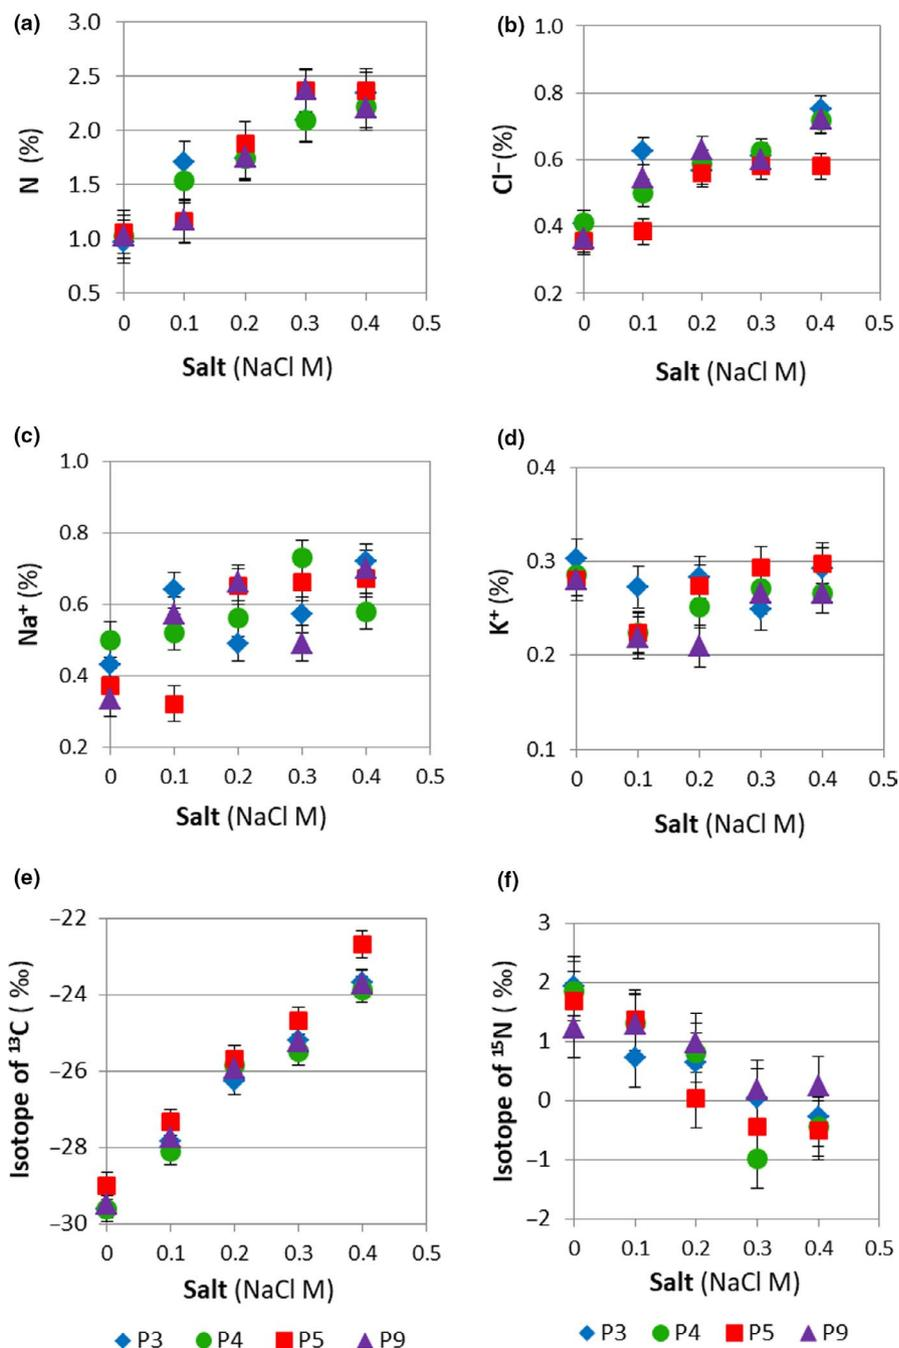 (a)
3.0
2.5
2.0
1.5
1.0
0.5
N (%)
0 0.1 0.2 0.3 0.4 0.5
Salt (NaCl M)
(b)
1.0
0.8
0.6
0.4
0.2
Cl⁻(%)
0 0.1 0.2 0.3 0.4 0.5
Salt (NaCl M)
(c)
1.0
0.8
0.6
0.4
0.2
Na⁺ (%)
0 0.1 0.2 0.3 0.4 0.5
Salt (NaCl M)
(d)
0.4
0.3
0.2
0.1
K⁺ (%)
0 0.1 0.2 0.3 0.4 0.5
Salt (NaCl M)
(e)
–22
–24
–26
–28
–30
Isotope of ¹³C ( ‰)
0 0.1 0.2 0.3 0.4 0.5
Salt (NaCl M)
P3 P4 P5 P9
(f)
3
2
1
0
–1
–2
Isotope of ¹⁵N ( ‰)
0 0.1 0.2 0.3 0.4 0.5
Salt (NaCl M)
P3 P4 P5 P9